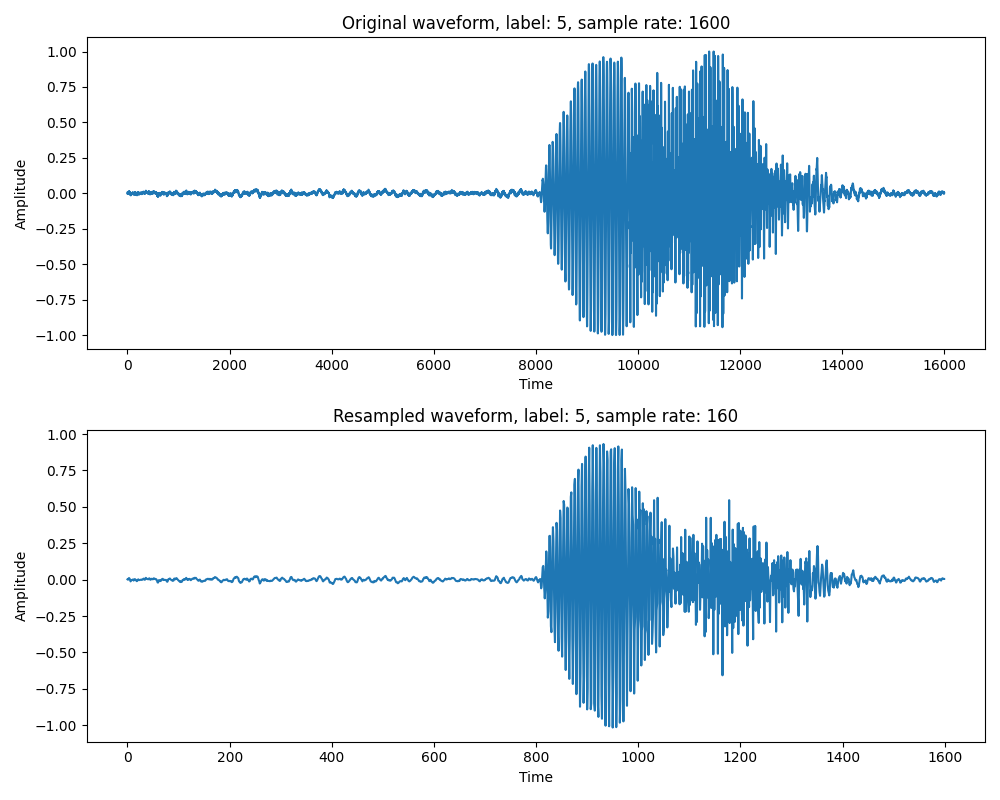 Original waveform, label: 5, sample rate: 1600
1.00
0.75
0.50
0.25
0.00
−0.25
−0.50
−0.75
−1.00
Amplitude
0 2000 4000 6000 8000 10000 12000 14000 16000
Time
Resampled waveform, label: 5, sample rate: 160
1.00
0.75
0.50
0.25
0.00
−0.25
−0.50
−0.75
−1.00
Amplitude
0 200 400 600 800 1000 1200 1400 1600
Time